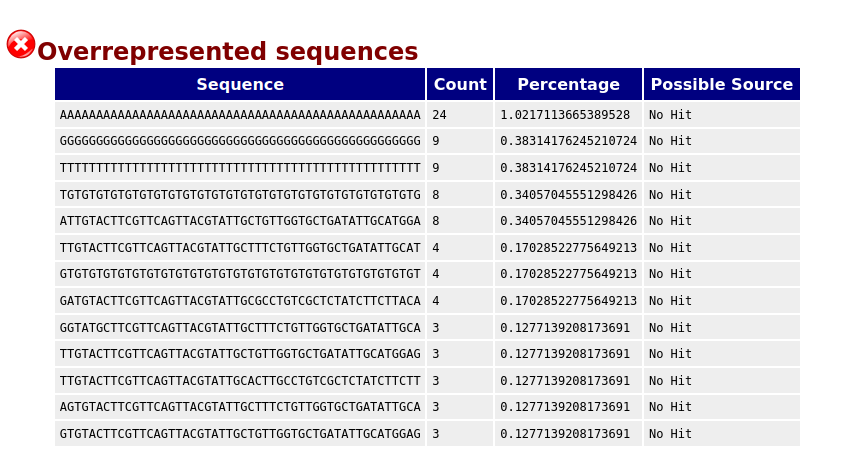 Overrepresented sequences
Sequence Count Percentage Possible Source
AAAAAAAAAAAAAAAAAAAAAAAAAAAAAAAAAAAAAAAAAAAAAAAAAA 24 1.0217113665389528 No Hit
GGGGGGGGGGGGGGGGGGGGGGGGGGGGGGGGGGGGGGGGGGGGGGGGGG 9 0.38314176245210724 No Hit
TTTTTTTTTTTTTTTTTTTTTTTTTTTTTTTTTTTTTTTTTTTTTTTTTT 9 0.38314176245210724 No Hit
TGTGTGTGTGTGTGTGTGTGTGTGTGTGTGTGTGTGTGTGTGTGTGTGTG 8 0.34057045551298426 No Hit
ATTGTACTTCGTTCAGTTACGTATTGCTGTTGGTGCTGATATTGCATGGA 8 0.34057045551298426 No Hit
TTGTACTTCGTTCAGTTACGTATTGCTTTCTGTTGGTGCTGATATTGCAT 4 0.17028522775649213 No Hit
GTGTGTGTGTGTGTGTGTGTGTGTGTGTGTGTGTGTGTGTGTGTGTGTGT 4 0.17028522775649213 No Hit
GATGTACTTCGTTCAGTTACGTATTGCGCCTGTCGCTCTATCTTCTTACA 4 0.17028522775649213 No Hit
GGTATGCTTCGTTCAGTTACGTATTGCTTTCTGTTGGTGCTGATATTGCA 3 0.1277139208173691 No Hit
TTGTACTTCGTTCAGTTACGTATTGCTGTTGGTGCTGATATTGCATGGAG 3 0.1277139208173691 No Hit
TTGTACTTCGTTCAGTTACGTATTGCACTTGCCTGTCGCTCTATCTTCTT 3 0.1277139208173691 No Hit
AGTGTACTTCGTTCAGTTACGTATTGCTTTCTGTTGGTGCTGATATTGCA 3 0.1277139208173691 No Hit
GTGTACTTCGTTCAGTTACGTATTGCTGTTGGTGCTGATATTGCATGGAG 3 0.1277139208173691 No Hit